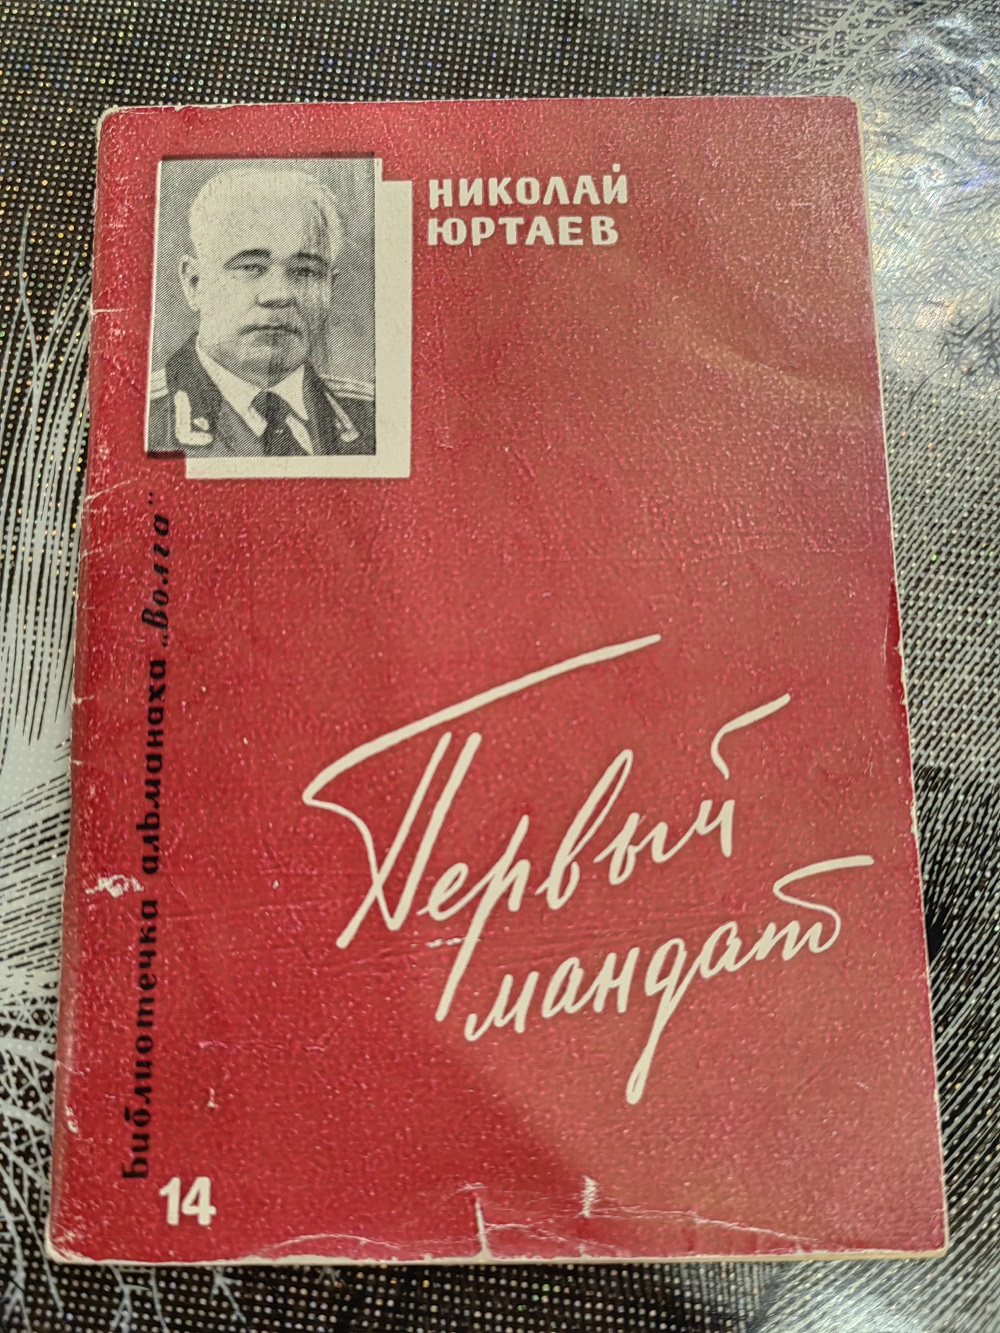 НИКОЛАЙ
ЮРТАЕВ
Библиотечка альманаха „Волга"
Первый
мандат
14